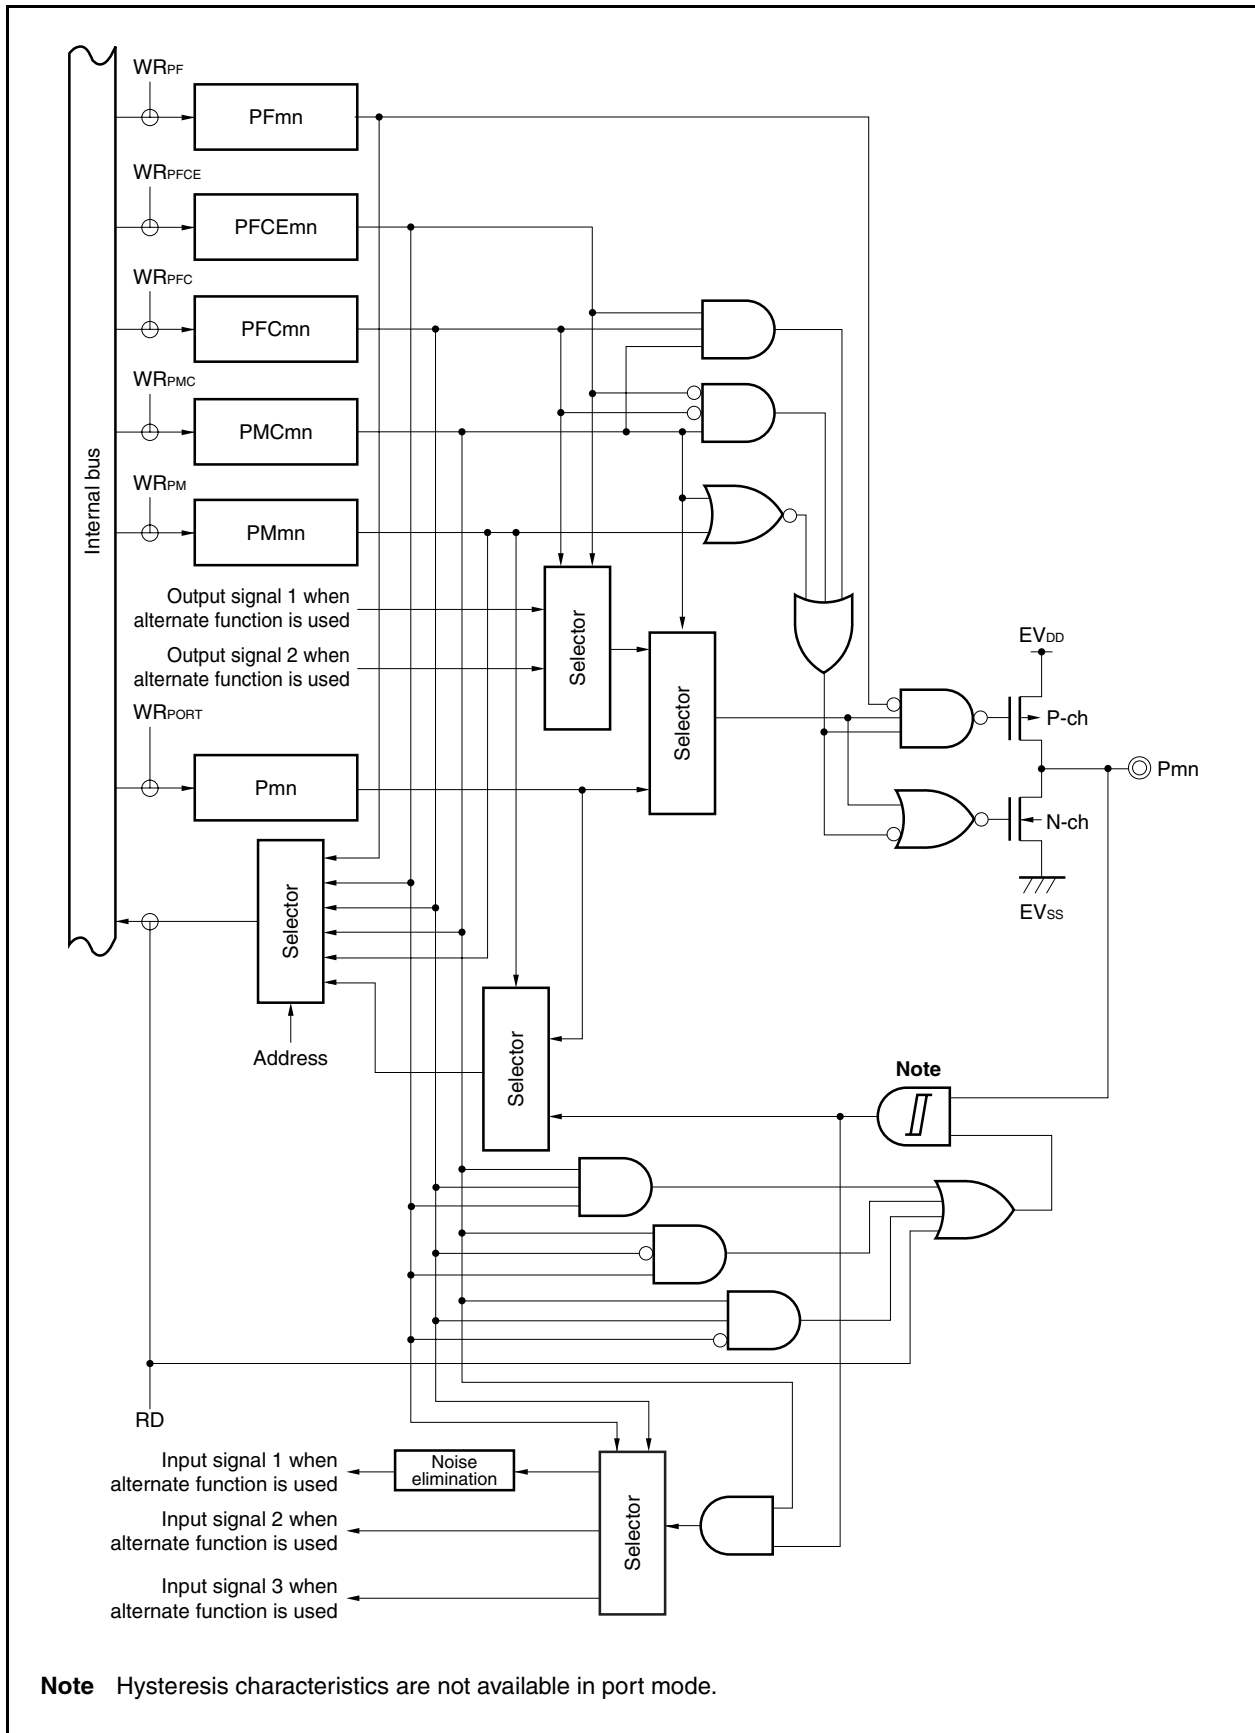 WRPF
PFmn
WRPFCE
PFCEmn
WRPFC
PFCmn
WRPMC
PMCmn
Internal bus
WRPM
PMmn
Output signal 1 when
alternate function is used
Selector
Output signal 2 when
alternate function is used
Selector
EVDD
P-ch
WRPORT
Pmn
Pmn
N-ch
EVSS
Selector
Address
Selector
Note
RD
Input signal 1 when
alternate function is used
Noise
elimination
Selector
Input signal 2 when
alternate function is used
Input signal 3 when
alternate function is used
Note Hysteresis characteristics are not available in port mode.